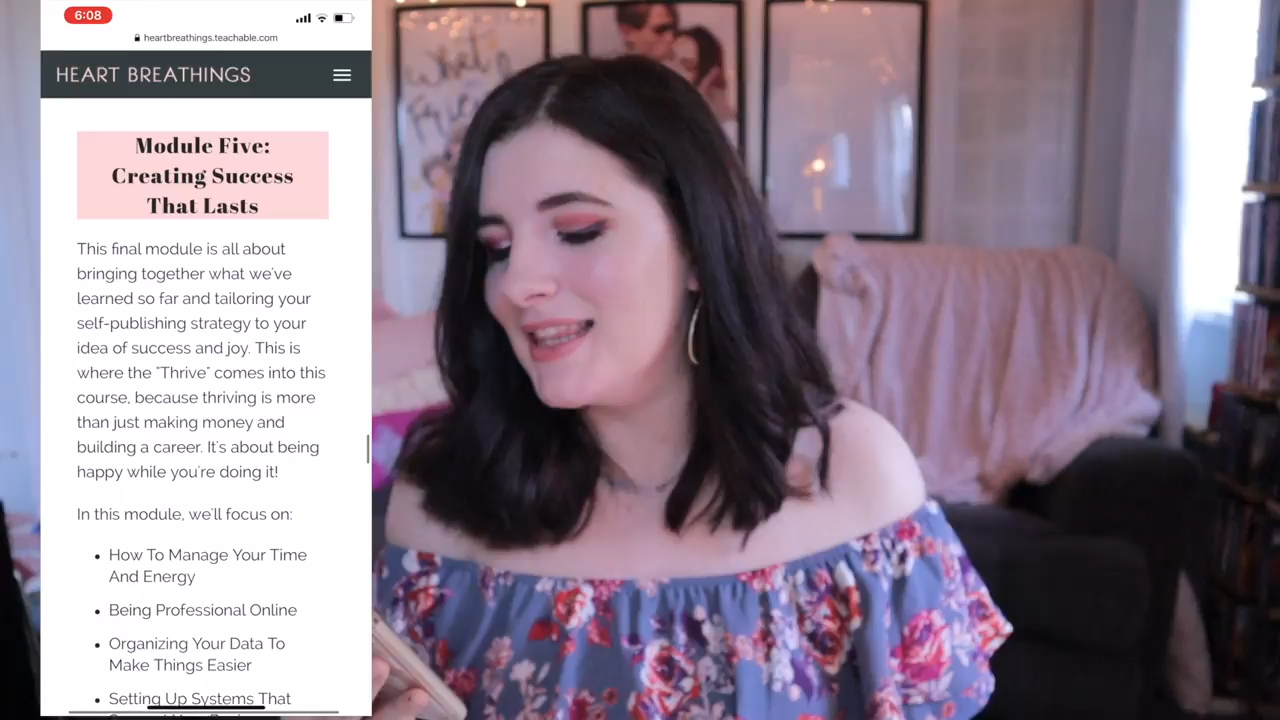 6:08
heartbreathings.teachable.com
HEART BREATHINGS
Module Five:
Creating Success
That Lasts
This final module is all about
bringing together what we've
learned so far and tailoring your
self-publishing strategy to your
idea of success and joy. This is
where the "Thrive" comes into this
course, because thriving is more
than just making money and
building a career. It's about being
happy while you're doing it!
In this module, we'll focus on:
• How To Manage Your Time
And Energy
• Being Professional Online
• Organizing Your Data To
Make Things Easier
• Setting Up Systems That
What